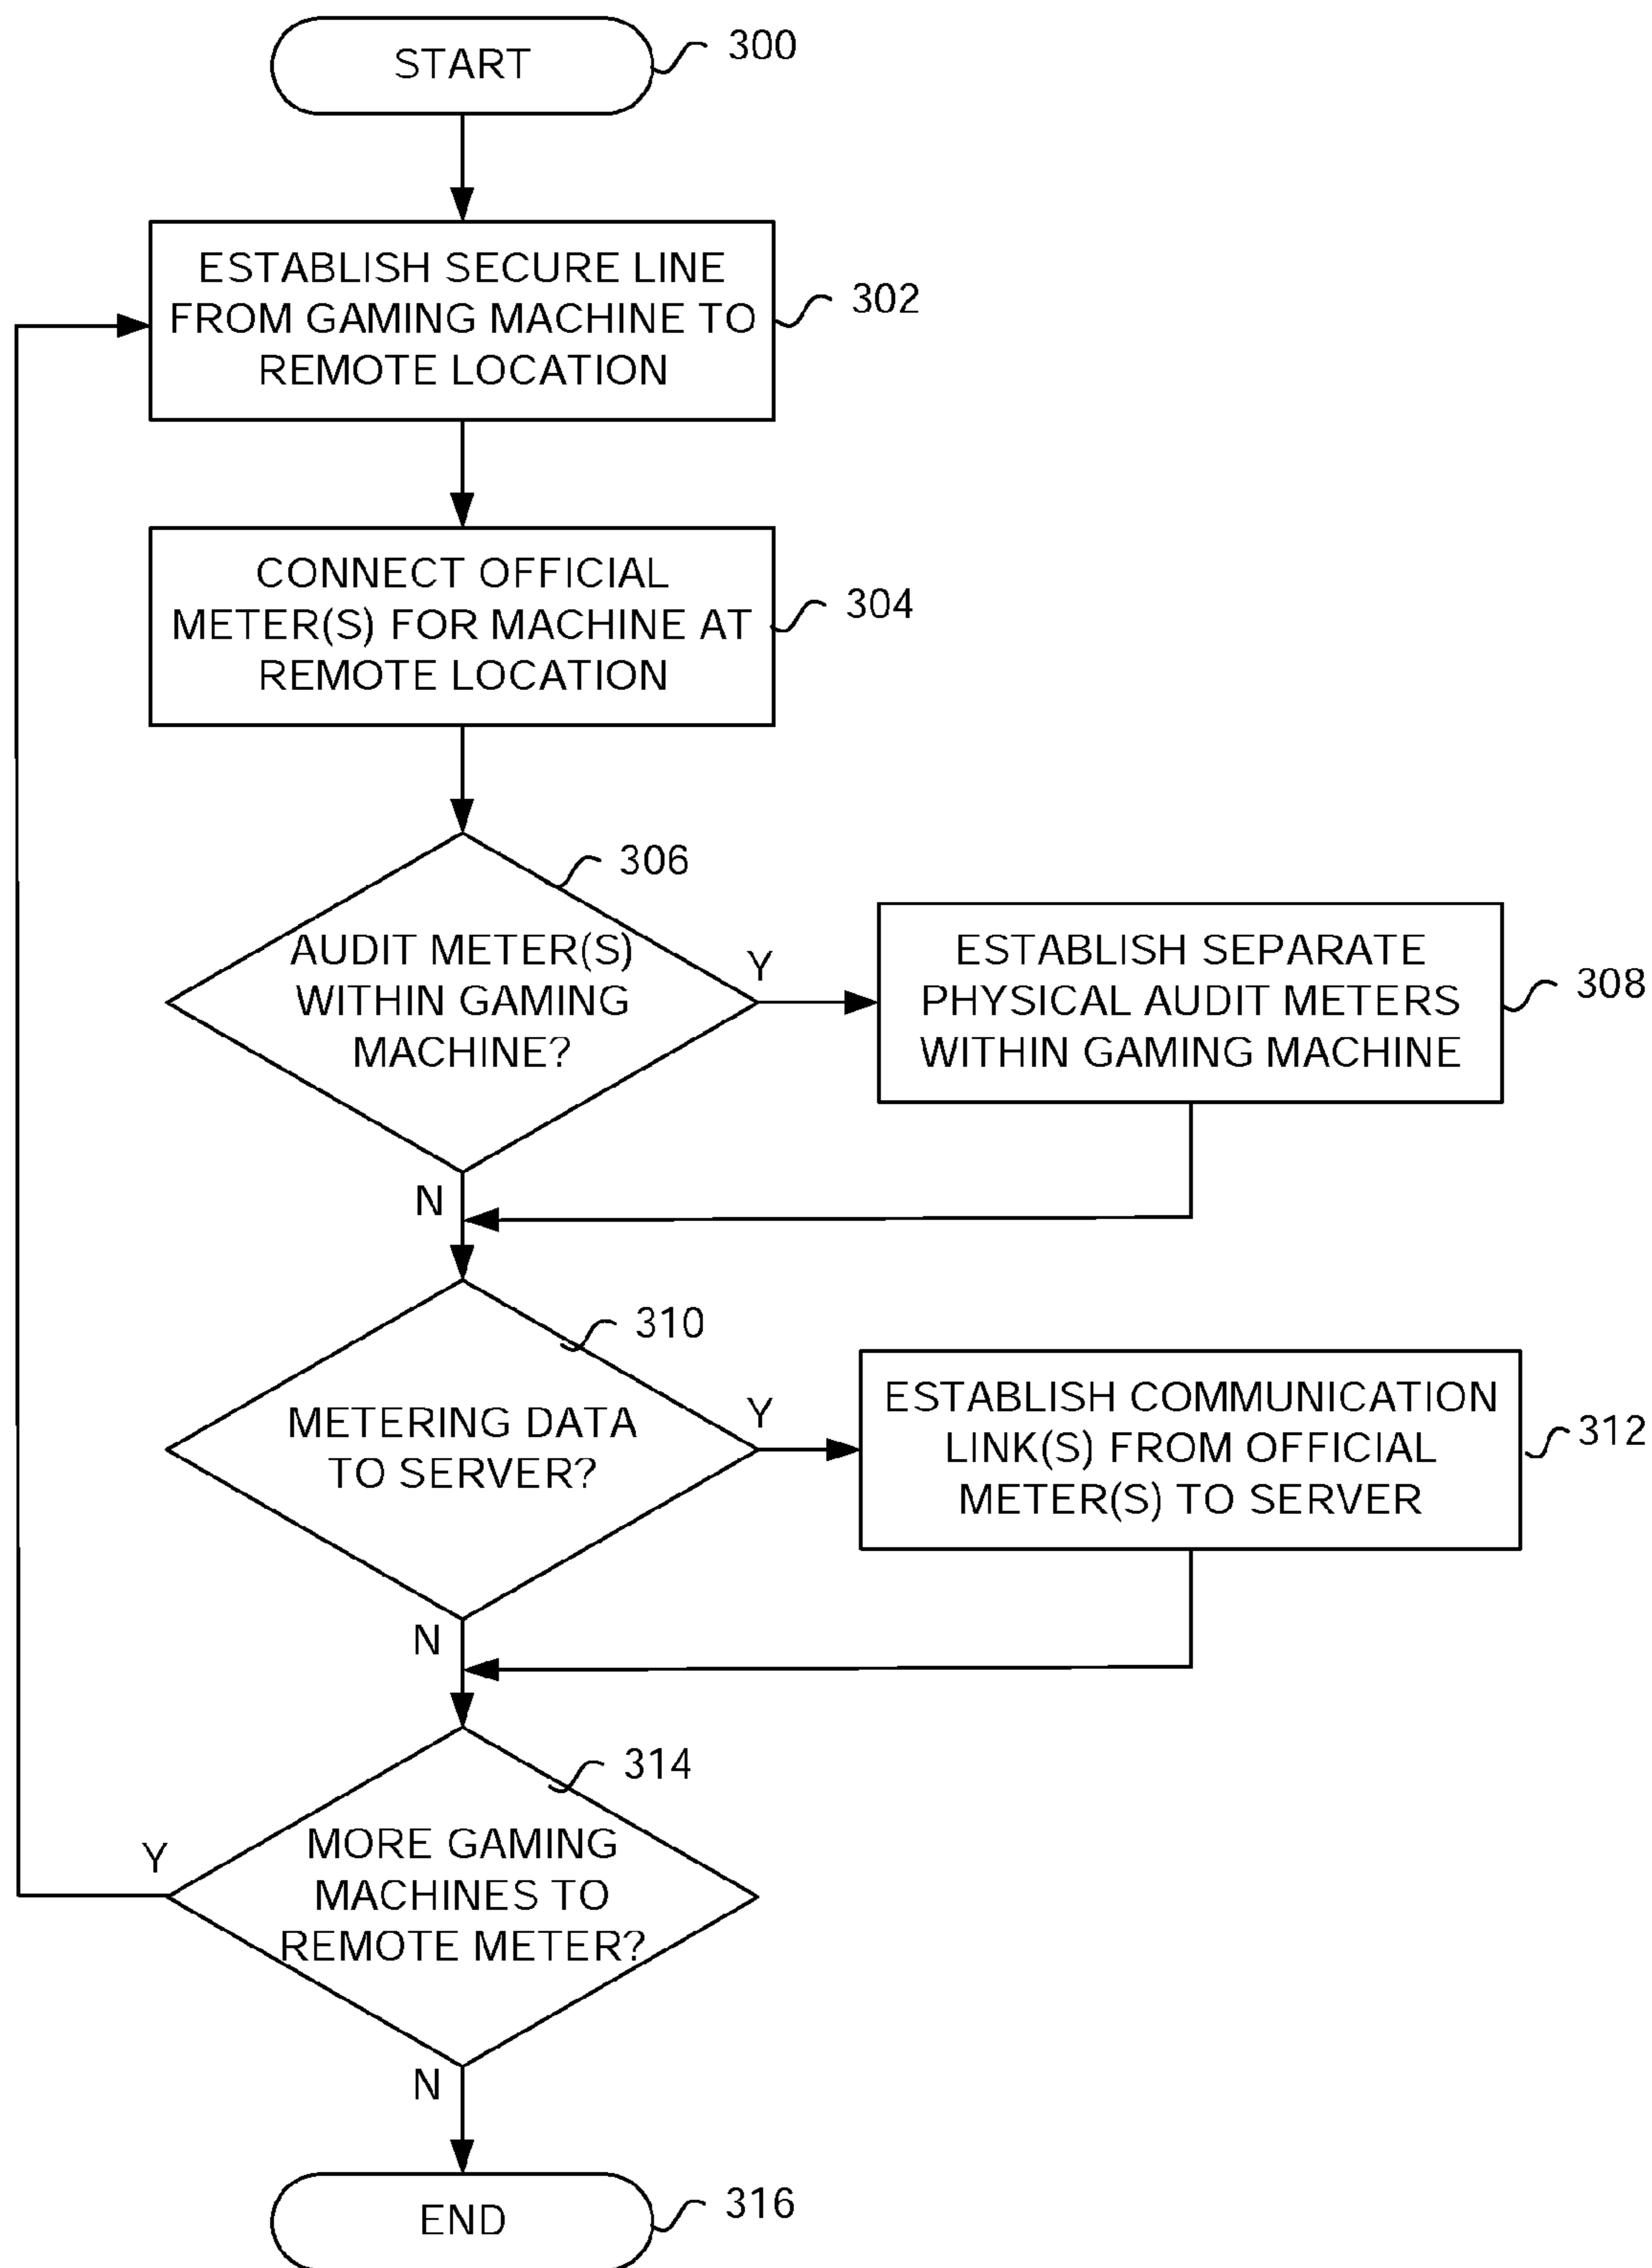 START
300
ESTABLISH SECURE LINE
FROM GAMING MACHINE TO
REMOTE LOCATION
302
CONNECT OFFICIAL
METER(S) FOR MACHINE AT
REMOTE LOCATION
304
306
AUDIT METER(S)
WITHIN GAMING
MACHINE?
Y
ESTABLISH SEPARATE
PHYSICAL AUDIT METERS
WITHIN GAMING MACHINE
308
N
310
METERING DATA
TO SERVER?
Y
ESTABLISH COMMUNICATION
LINK(S) FROM OFFICIAL
METER(S) TO SERVER
312
N
314
MORE GAMING
MACHINES TO
REMOTE METER?
Y
N
END
316